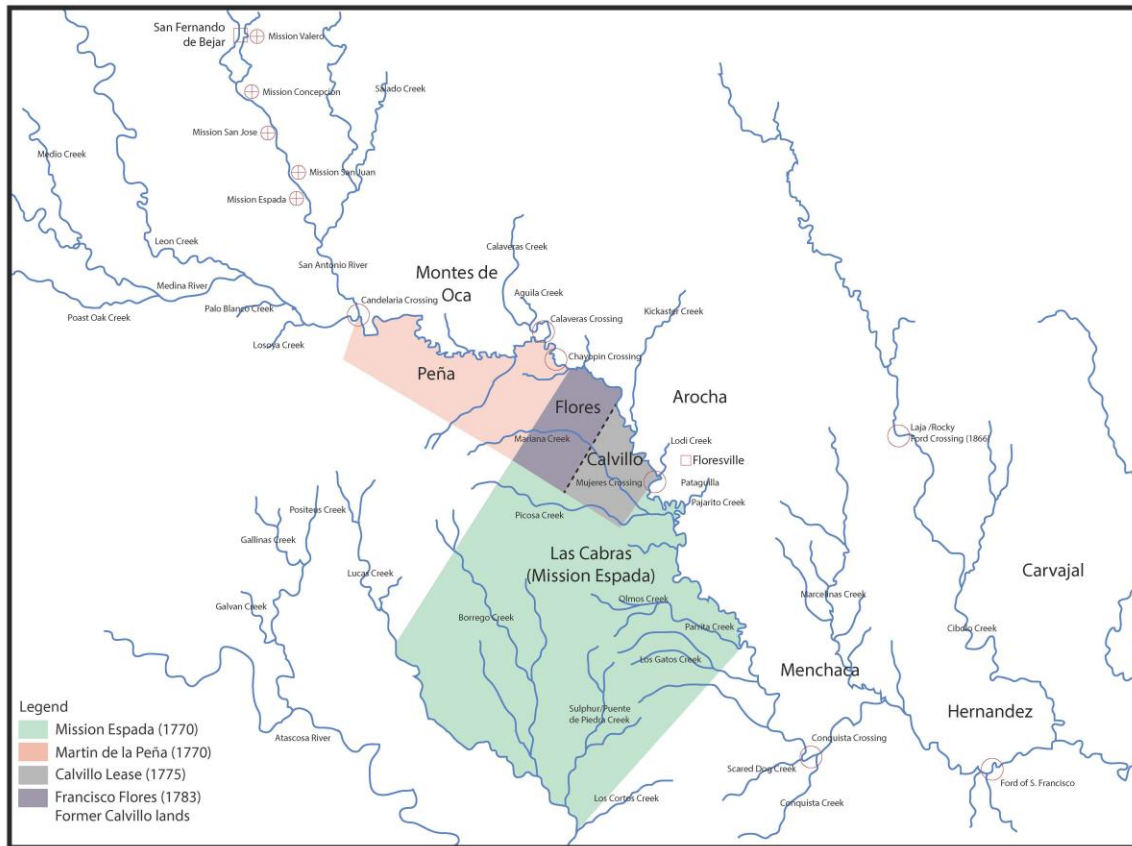 San Fernando
de Bejar
Mission Valero
Mission Concepcion
Salado Creek
Mission San Jose
Medio Creek
Mission San Juan
Mission Espada
Leon Creek
Calaveras Creek
San Antonio River
Montes de
Oca
Medina River
Aguila Creek
Candelaria Crossing
Palo Blanco Creek
Kickaster Creek
Poast Oak Creek
Calaveras Crossing
Losoya Creek
Chayopin Crossing
Peña
Arocha
Flores
Laja /Rocky
Ford Crossing (1866)
Mariana Creek
Lodi Creek
Calvillo
Floresville
Mujeres Crossing
Pataguilla
Pajarito Creek
Positeus Creek
Picosa Creek
Gallinas Creek
Las Cabras
(Mission Espada)
Lucas Creek
Carvajal
Marcelinas Creek
Olmos Creek
Galvan Creek
Borrego Creek
Parrita Creek
Cibolo Creek
Los Gatos Creek
Menchaca
Sulphur/Puente
de Piedra Creek
Hernandez
Legend
Mission Espada (1770)
Martin de la Peña (1770)
Calvillo Lease (1775)
Francisco Flores (1783)
Former Calvillo lands
Atascosa River
Conquista Crossing
Scared Dog Creek
Ford of S. Francisco
Los Cortos Creek
Conquista Creek